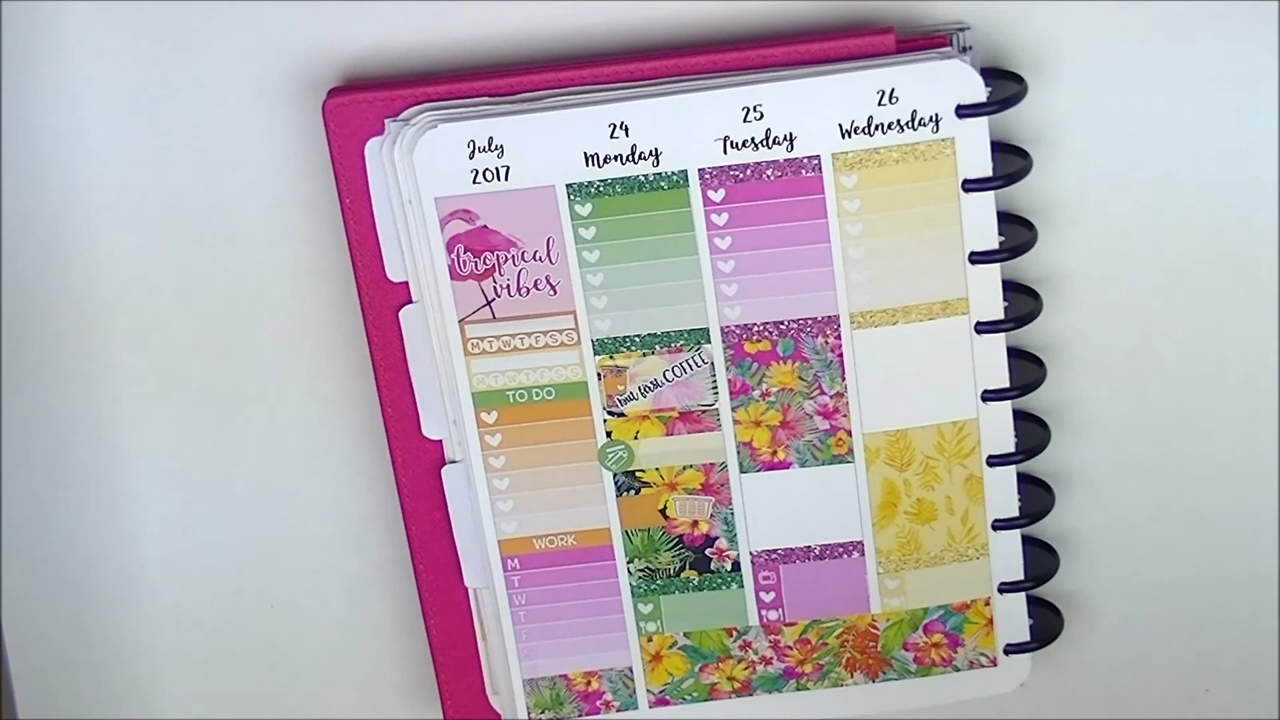 July
2017
24
Monday
25
Tuesday
26
Wednesday
tropical
vibes
MTWTFSS
MTWTFSS
TO DO
WORK
M
T
W
T
F
but first, COFFEE